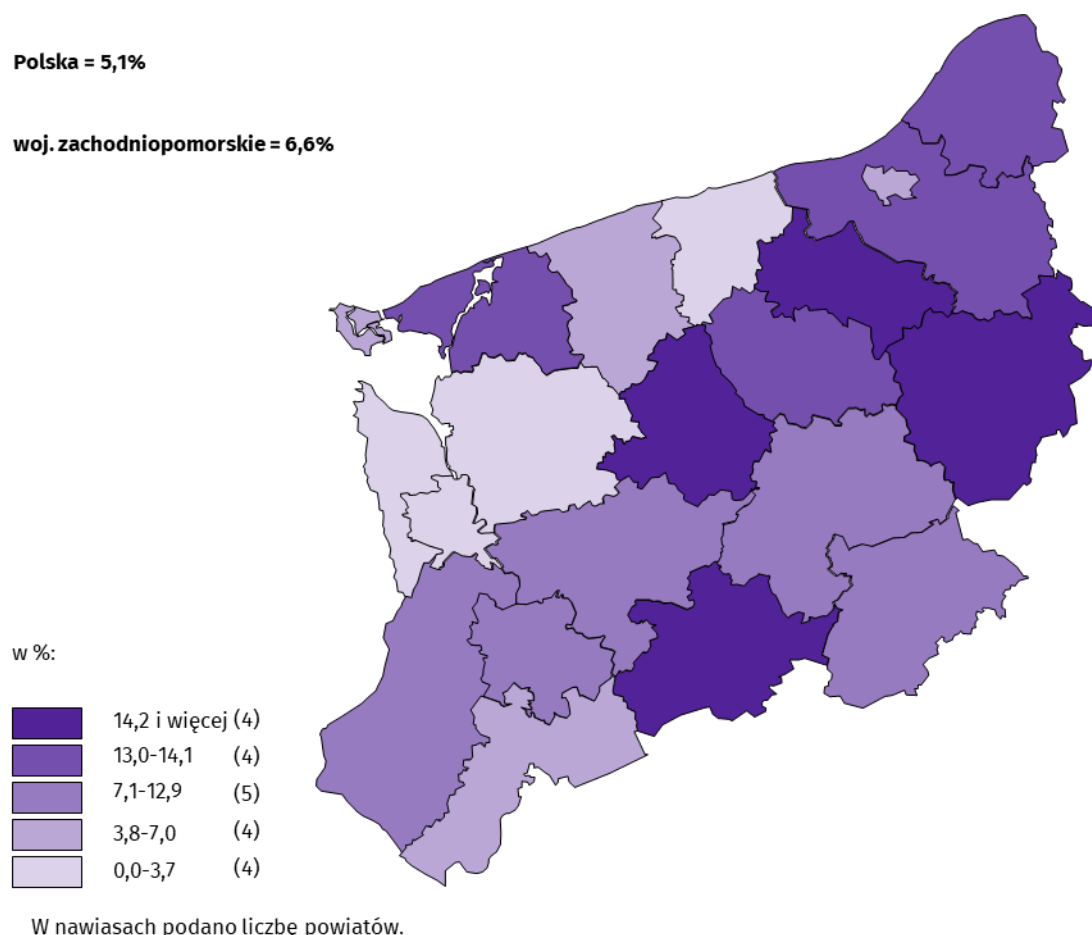 Polska = 5,1%
woj. zachodniopomorskie = 6,6%
w %:
14,2 i więcej (4)
13,0-14,1 (4)
7,1-12,9 (5)
3,8-7,0 (4)
0,0-3,7 (4)
W nawiasach podano liczbę powiatów.